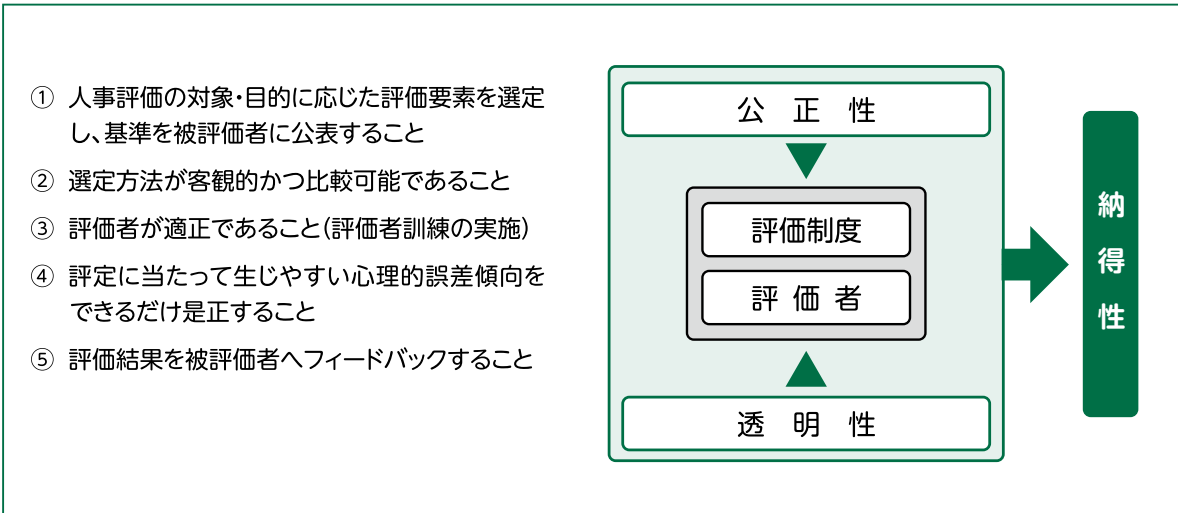 ① 人事評価の対象・目的に応じた評価要素を選定
し、基準を被評価者に公表すること
② 選定方法が客観的かつ比較可能であること
③ 評価者が適正であること(評価者訓練の実施)
④ 評定に当たって生じやすい心理的誤差傾向を
できるだけ是正すること
⑤ 評価結果を被評価者へフィードバックすること
公正性
評価制度
評価者
透明性
納得性